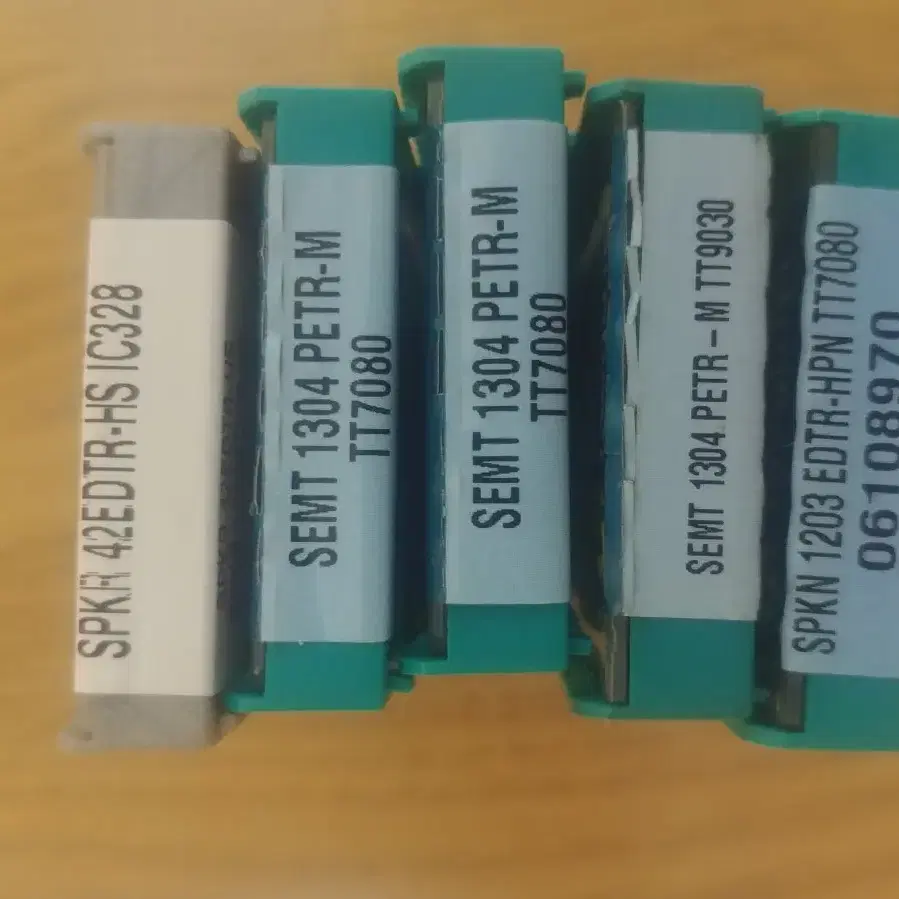 SPKR 42EDTR-HS IC328
SEMT 1304 PETR-M
TT7080
SEMT 1304 PETR-M
TT7080
SEMT 1304 PETR-M TT9030
SPKN 1203 EDTR-HPN TT7080
06108970